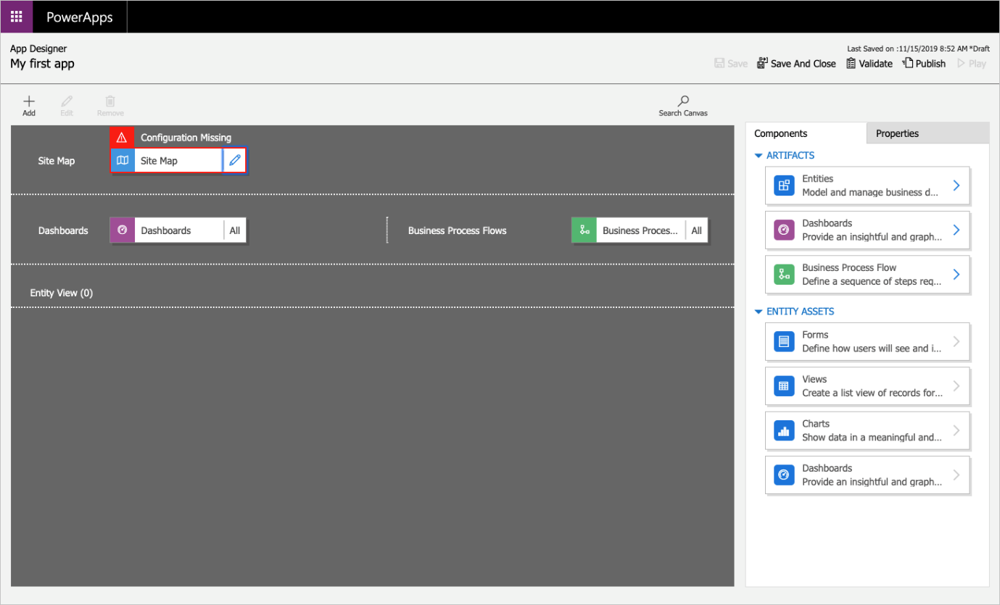 PowerApps
App Designer
My first app
Last Saved on :11/15/2019 8:52 AM *Draft
Save
Save And Close
Validate
Publish
Play
Add
Edit
Remove
Search Canvas
Configuration Missing
Site Map
Site Map
Dashboards
Dashboards
All
Business Process Flows
Business Proces...
All
Entity View (0)
Components
Properties
ARTIFACTS
Entities
Model and manage business d...
Dashboards
Provide an insightful and graph...
Business Process Flow
Define a sequence of steps req...
ENTITY ASSETS
Forms
Define how users will see and i...
Views
Create a list view of records for...
Charts
Show data in a meaningful and...
Dashboards
Provide an insightful and graph...